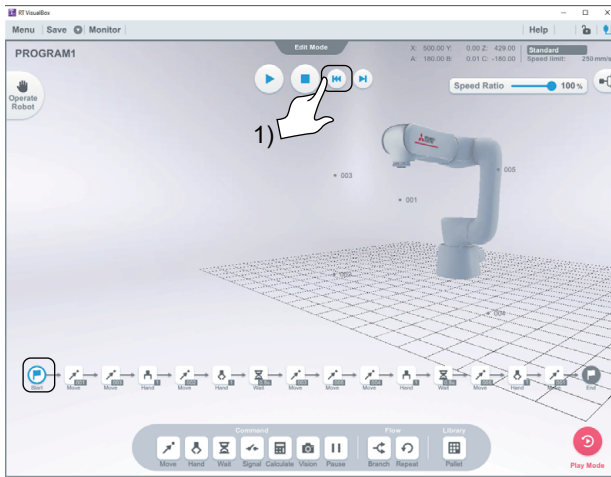 RT VisualBox
Menu Save Monitor Help
PROGRAM1
Edit Mode
X: 500.00 Y: 0.00 Z: 429.00 Standard
A: 180.00 B: 0.01 C: -180.00 Speed limit: 250 mm/s
Operate
Robot
Speed Ratio 100 %
1)
003
005
001
004
Start Move Move Hand Move Hand Wait Move Move Move Hand Wait Move Hand Move End
Command Flow Library
Move Hand Wait Signal Calculate Vision Pause Branch Repeat Pallet
Play Mode